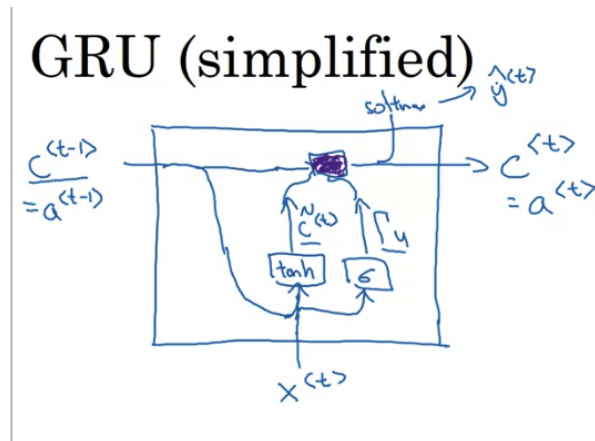 GRU (simplified)
softmax
ŷ<t>
c<t-1>
=a<t-1>
c<t>
=a<t>
c̃<t>
Γu
tanh
σ
x<t>